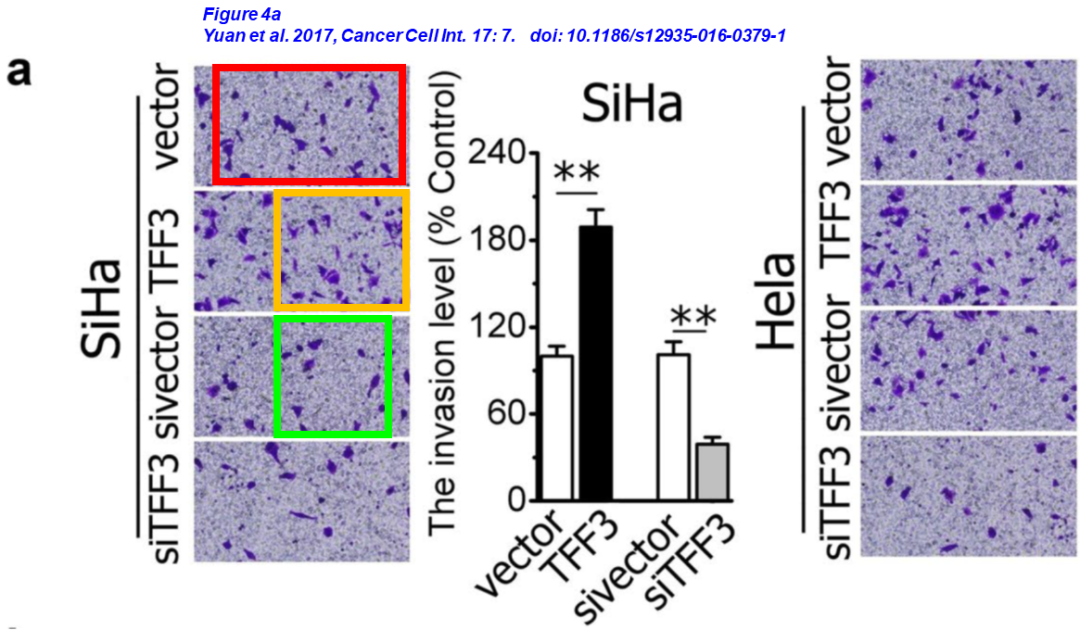 Figure 4a
Yuan et al. 2017, Cancer Cell Int. 17: 7. doi: 10.1186/s12935-016-0379-1
a
SiHa
vector
TFF3
sivector
siTFF3
The invasion level (% Control)
SiHa
240
180
120
60
0
**
**
vector
TFF3
sivector
siTFF3
Hela
vector
TFF3
sivector
siTFF3